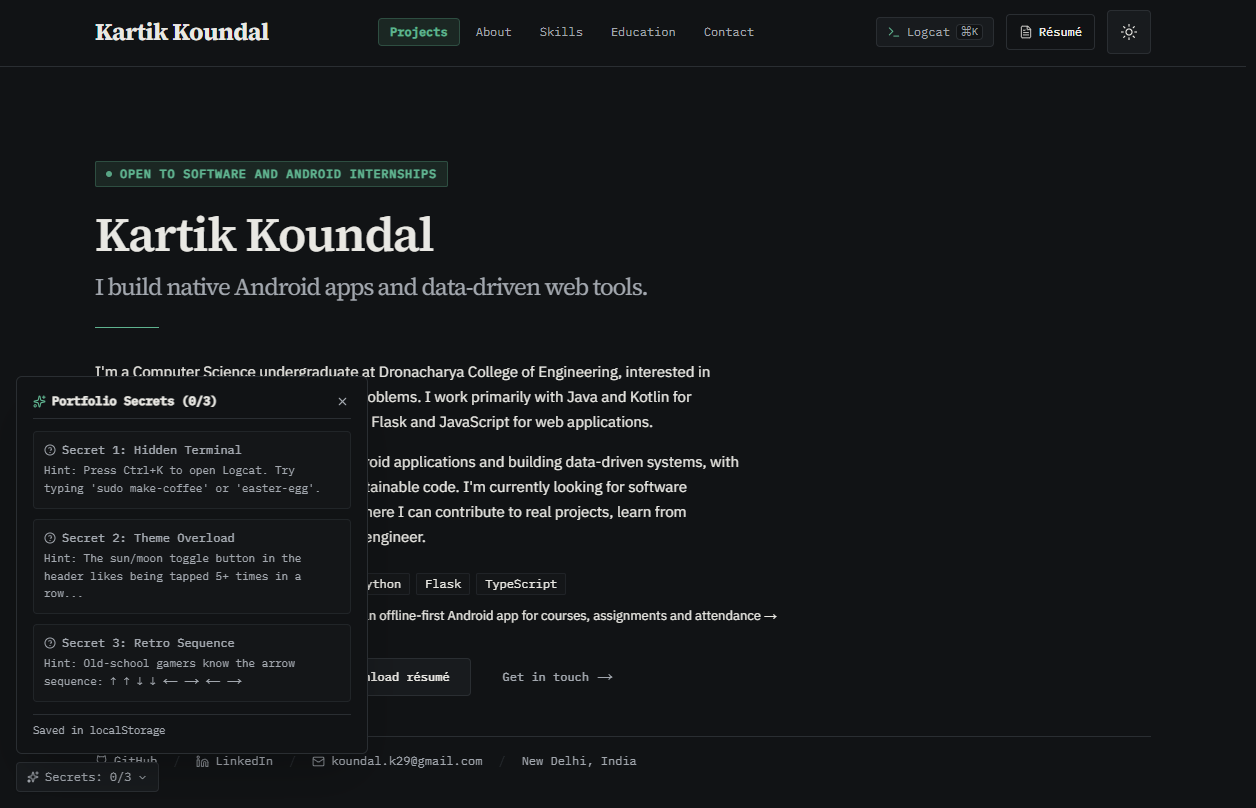 Kartik Koundal
Projects About Skills Education Contact
Logcat ⌘K
Résumé
OPEN TO SOFTWARE AND ANDROID INTERNSHIPS
Kartik Koundal
I build native Android apps and data-driven web tools.
I'm a Computer Science undergraduate at Dronacharya College of Engineering, interested in
I work primarily with Java and Kotlin for
Flask and JavaScript for web applications.
applications and building data-driven systems, with
code. I'm currently looking for software
I can contribute to real projects, learn from
engineer.
Flask TypeScript
offline-first Android app for courses, assignments and attendance →
résumé
Get in touch →
Portfolio Secrets (0/3)
Secret 1: Hidden Terminal
Hint: Press Ctrl+K to open Logcat. Try
typing 'sudo make-coffee' or 'easter-egg'.
Secret 2: Theme Overload
Hint: The sun/moon toggle button in the
header likes being tapped 5+ times in a
row...
Secret 3: Retro Sequence
Hint: Old-school gamers know the arrow
sequence: ↑ ↑ ↓ ↓ ← → ← →
Saved in localStorage
GitHub / LinkedIn / koundal.k29@gmail.com / New Delhi, India
Secrets: 0/3